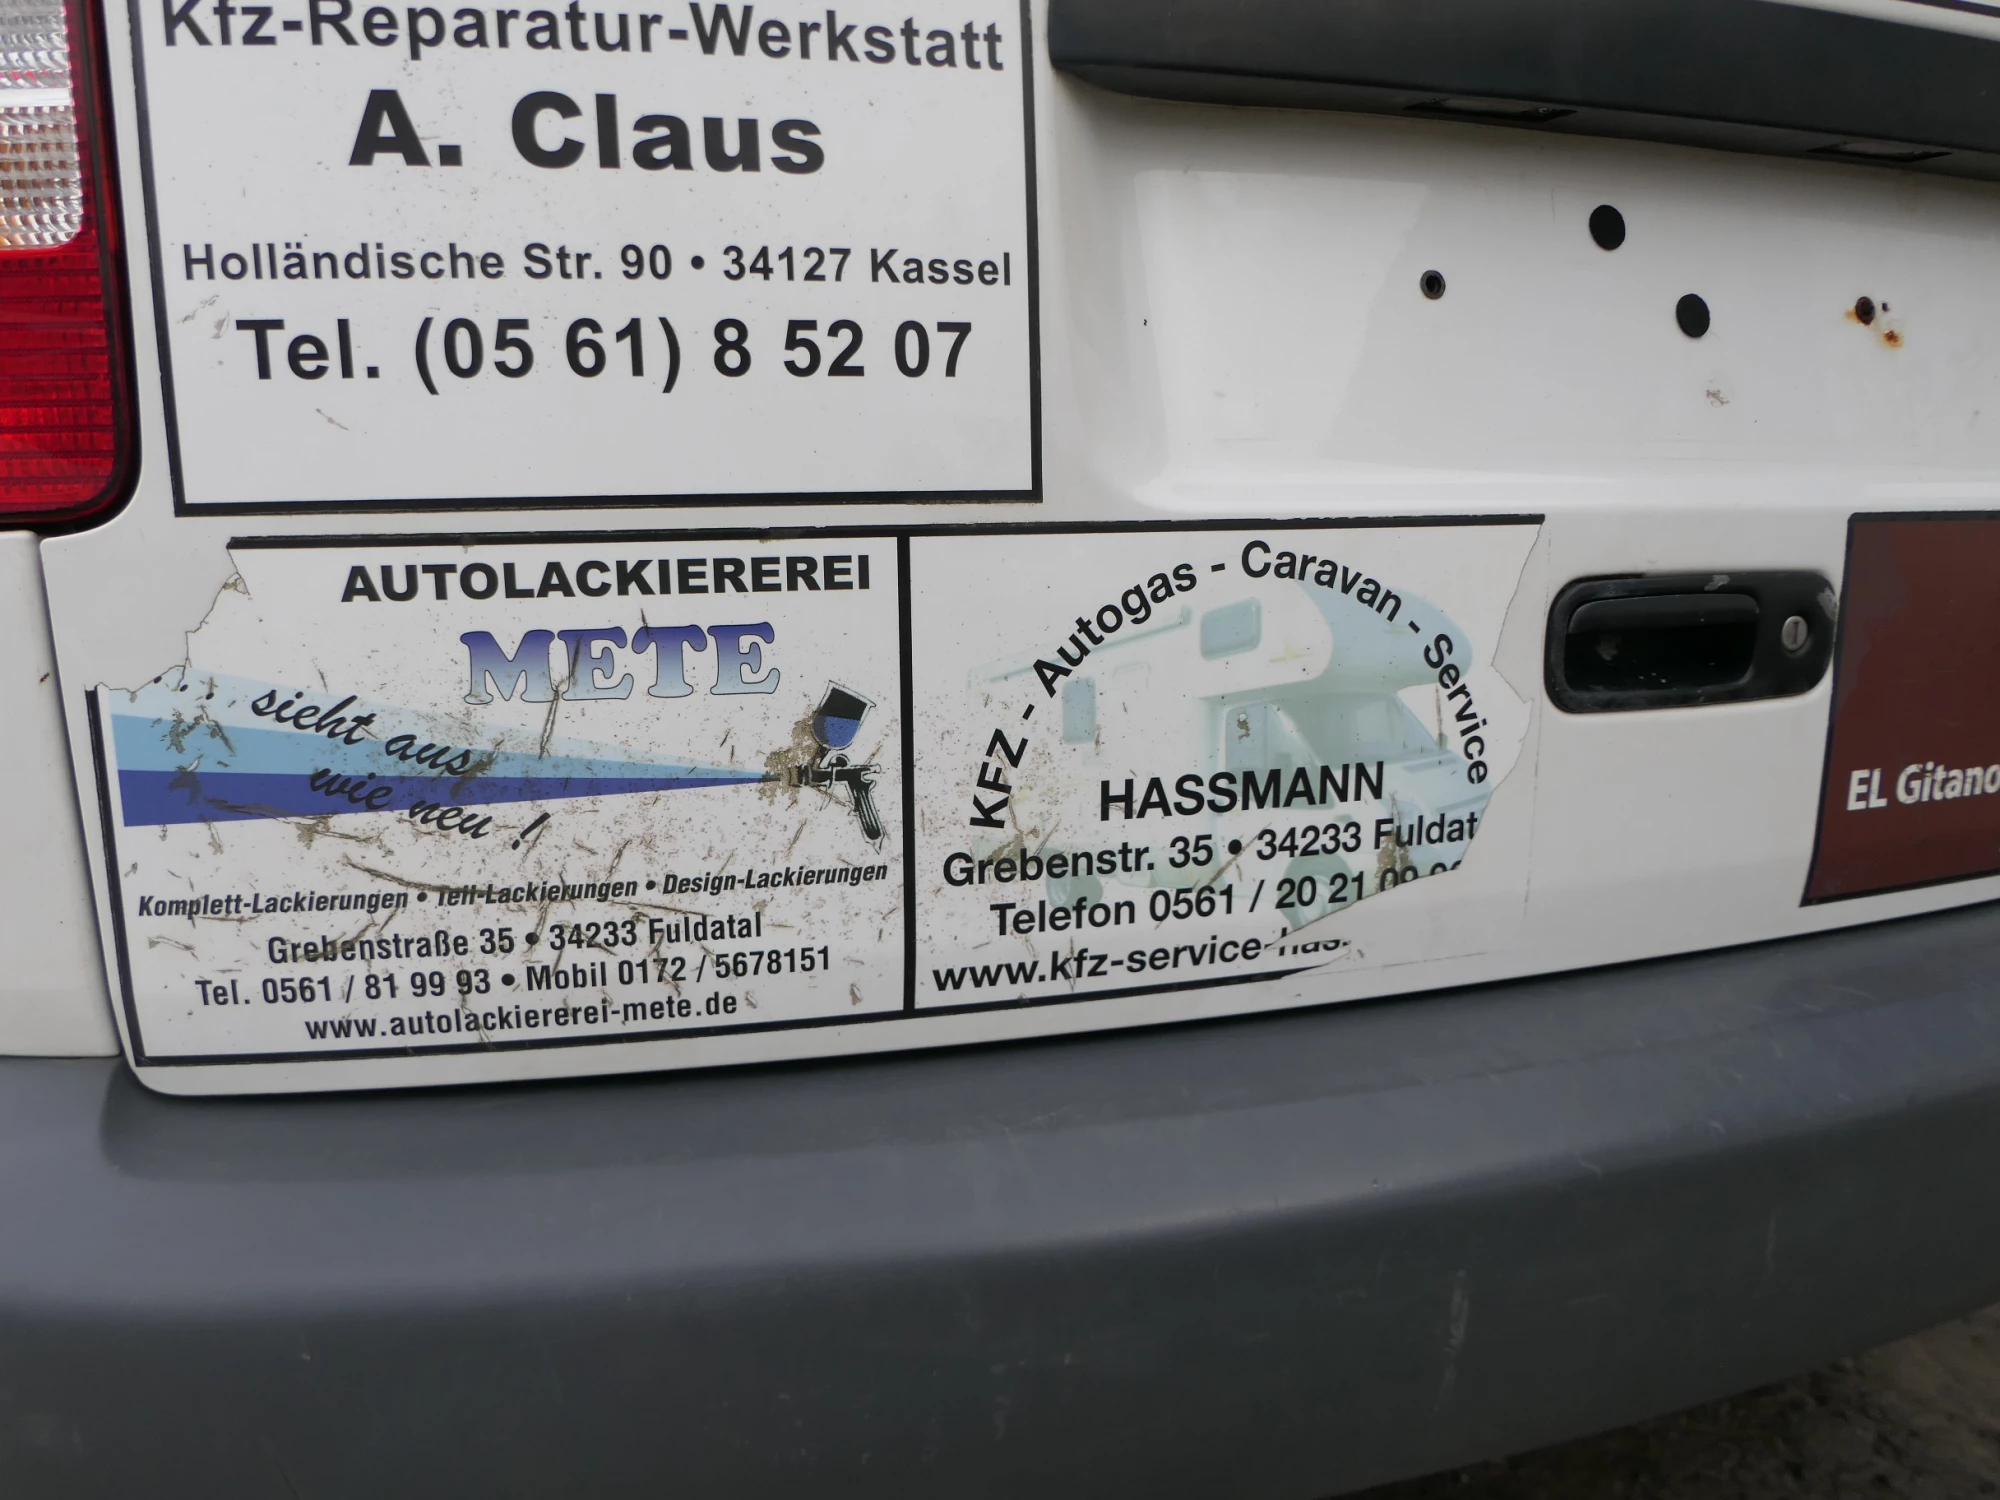 Kfz-Reparatur-Werkstatt
A. Claus
Holländische Str. 90 • 34127 Kassel
Tel. (05 61) 8 52 07
AUTOLACKIEREREI
METE
... sieht aus
wie neu !
Komplett-Lackierungen • Teil-Lackierungen • Design-Lackierungen
Grebenstraße 35 • 34233 Fuldatal
Tel. 0561 / 81 99 93 • Mobil 0172 / 5678151
www.autolackiererei-mete.de
KFZ - Autogas - Caravan - Service
HASSMANN
Grebenstr. 35 • 34233 Fuldat
Telefon 0561 / 20 21
www.kfz-service-
EL Gitano